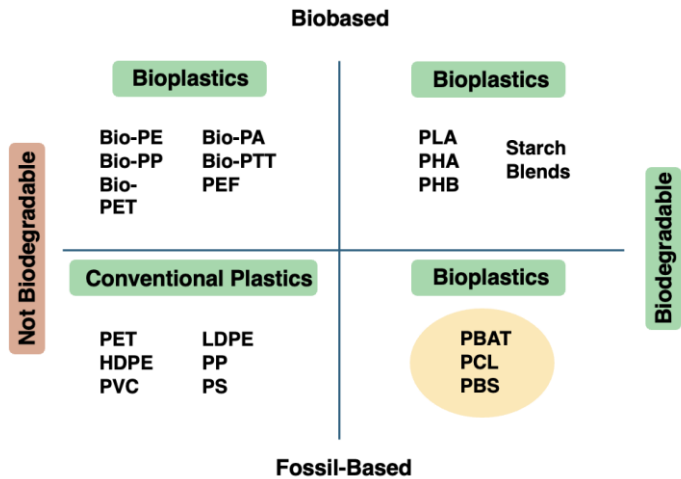 Biobased
Bioplastics
Bio-PE
Bio-PP
Bio-
PET
Bio-PA
Bio-PTT
PEF
Bioplastics
PLA
PHA
PHB
Starch
Blends
Not Biodegradable
Biodegradable
Conventional Plastics
PET
HDPE
PVC
LDPE
PP
PS
Bioplastics
PBAT
PCL
PBS
Fossil-Based